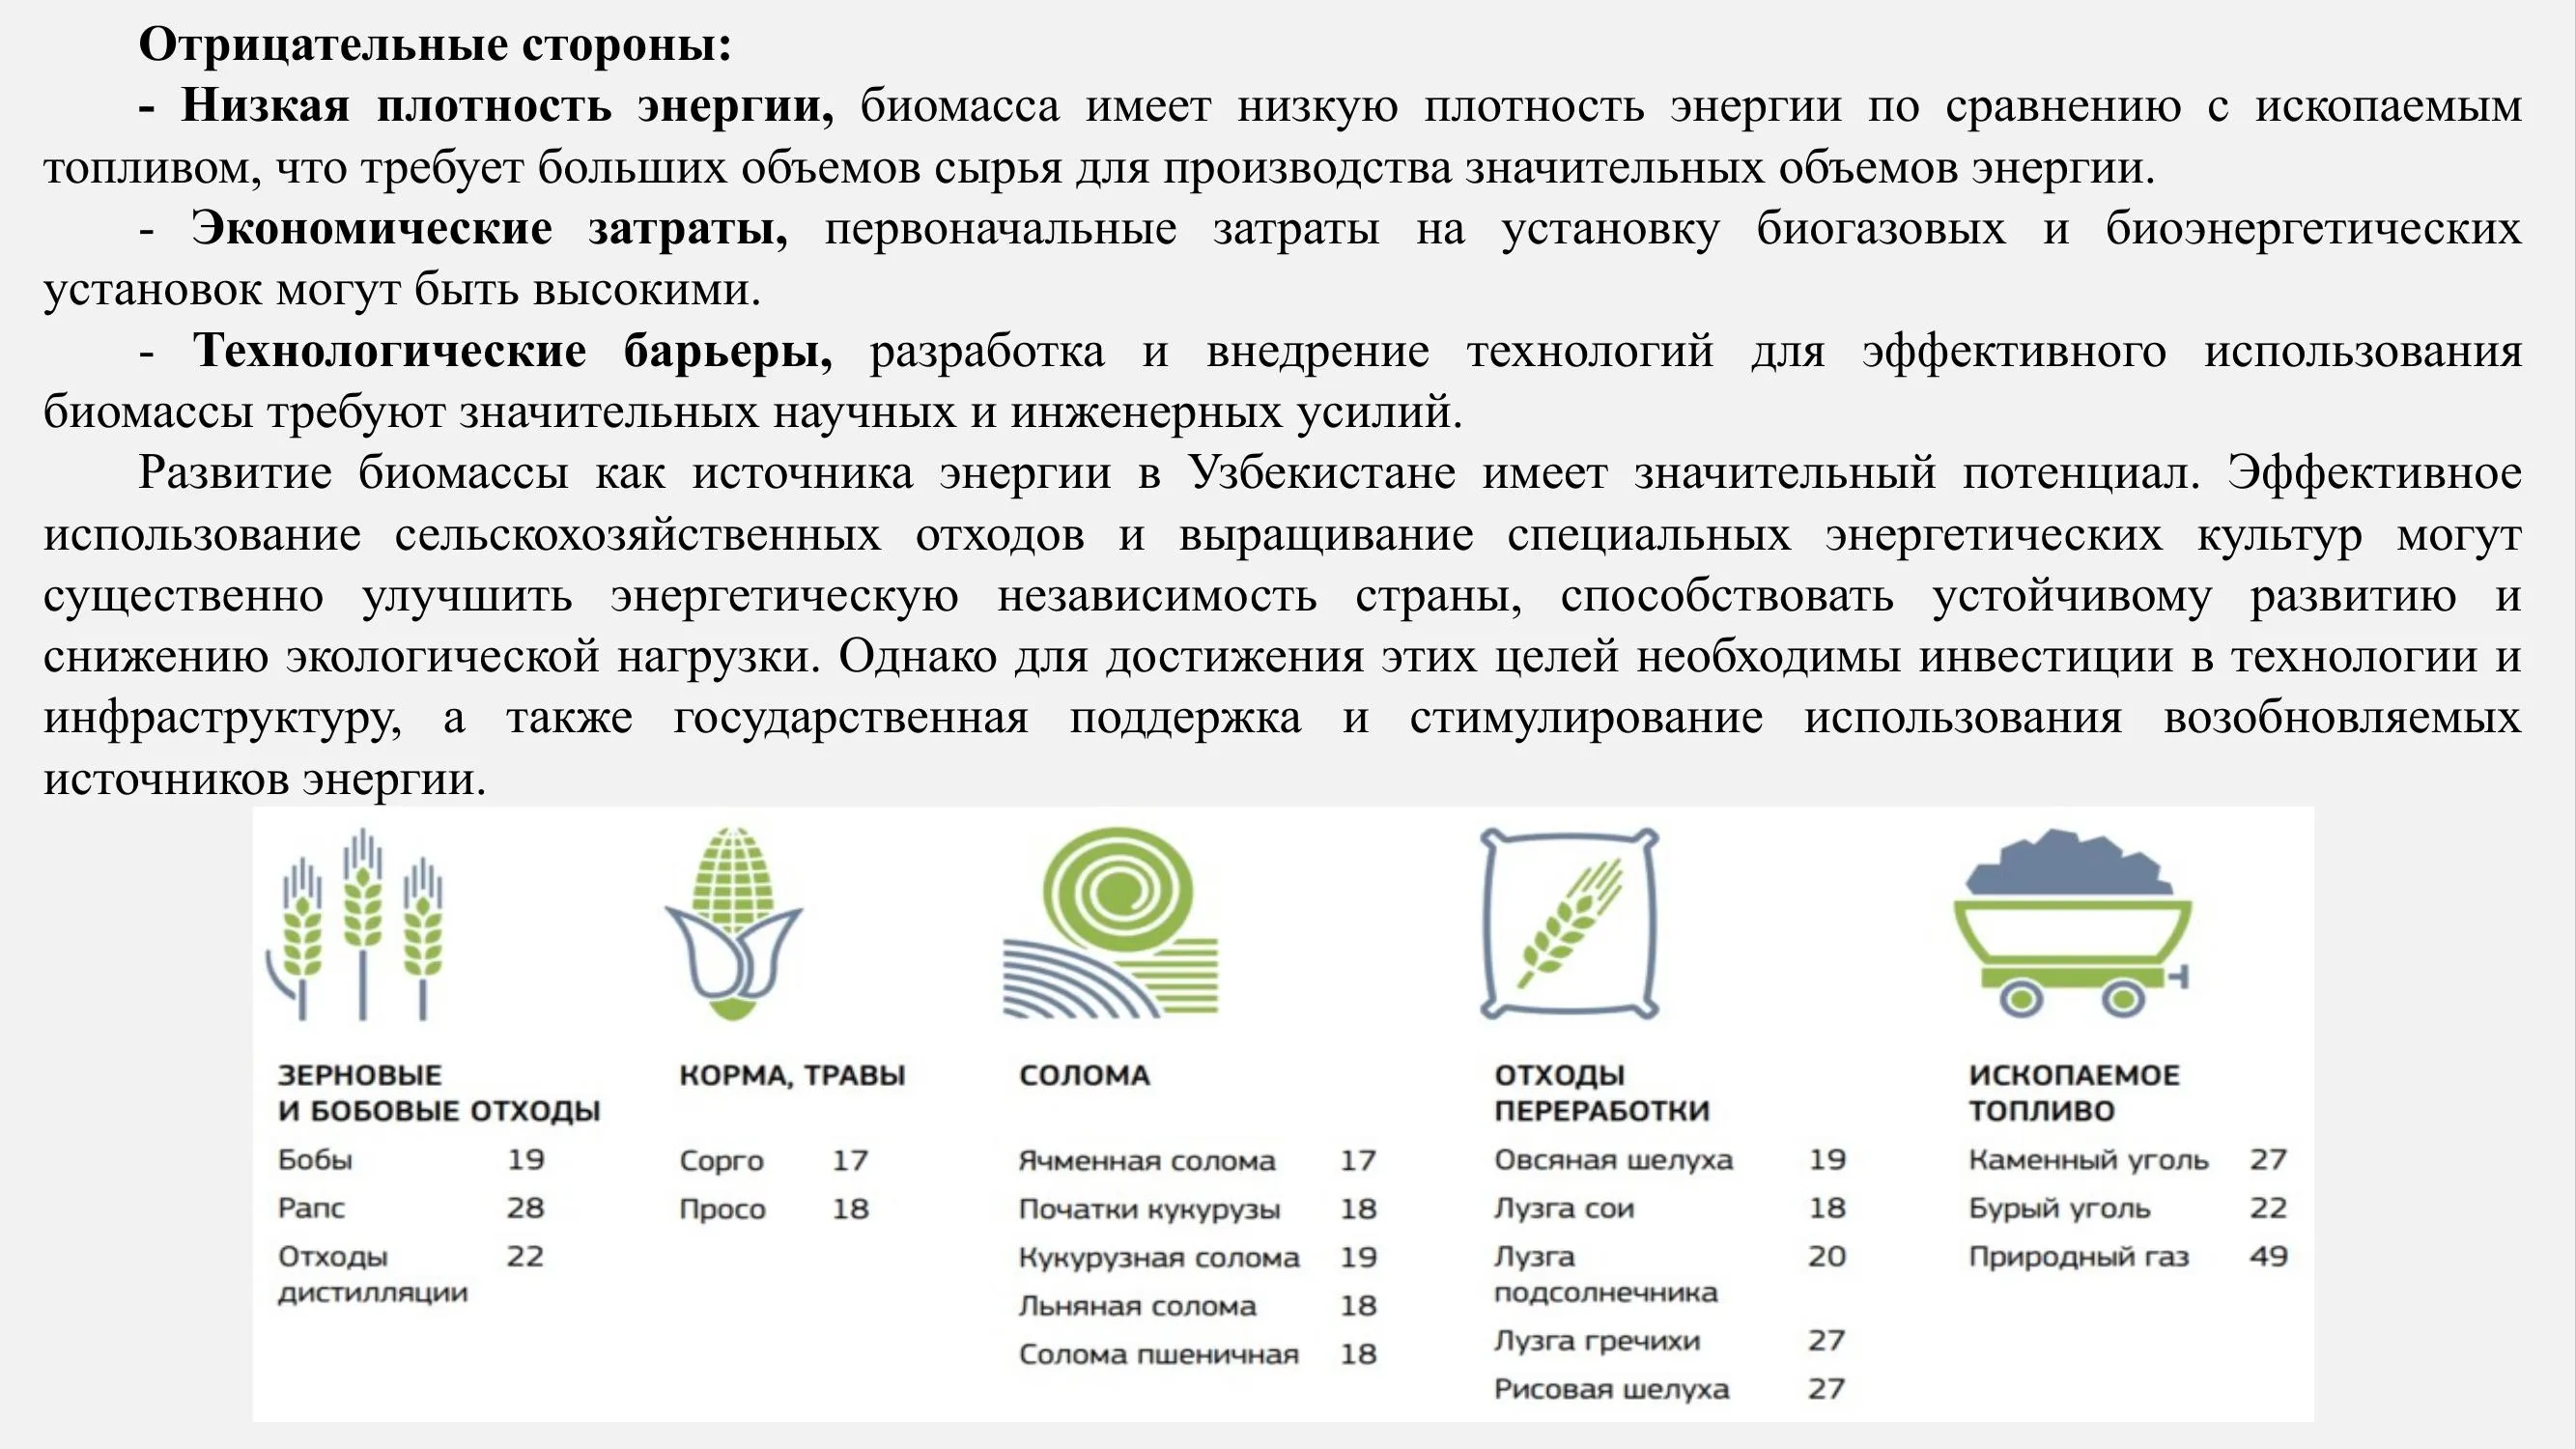 Отрицательные стороны:
- Низкая плотность энергии, биомасса имеет низкую плотность энергии по сравнению с ископаемым
топливом, что требует больших объемов сырья для производства значительных объемов энергии.
- Экономические затраты, первоначальные затраты на установку биогазовых и биоэнергетических
установок могут быть высокими.
- Технологические барьеры, разработка и внедрение технологий для эффективного использования
биомассы требуют значительных научных и инженерных усилий.
Развитие биомассы как источника энергии в Узбекистане имеет значительный потенциал. Эффективное
использование сельскохозяйственных отходов и выращивание специальных энергетических культур могут
существенно улучшить энергетическую независимость страны, способствовать устойчивому развитию и
снижению экологической нагрузки. Однако для достижения этих целей необходимы инвестиции в технологии и
инфраструктуру, а также государственная поддержка и стимулирование использования возобновляемых
источников энергии.
ЗЕРНОВЫЕ
И БОБОВЫЕ ОТХОДЫ
Бобы 19
Рапс 28
Отходы 22
дистилляции
КОРМА, ТРАВЫ
Сорго 17
Просо 18
СОЛОМА
Ячменная солома 17
Початки кукурузы 18
Кукурузная солома 19
Льняная солома 18
Солома пшеничная 18
ОТХОДЫ
ПЕРЕРАБОТКИ
Овсяная шелуха 19
Лузга сои 18
Лузга 20
подсолнечника
Лузга гречихи 27
Рисовая шелуха 27
ИСКОПАЕМОЕ
ТОПЛИВО
Каменный уголь 27
Бурый уголь 22
Природный газ 49